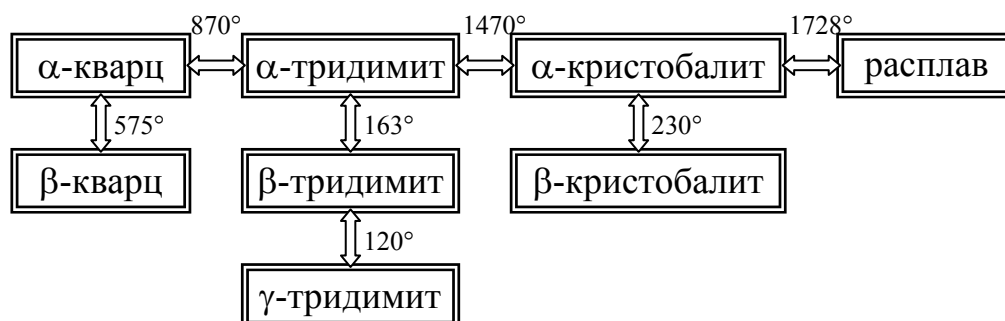 870° 1470° 1728°
α-кварц α-тридимит α-кристобалит расплав
575° 163° 230°
β-кварц β-тридимит β-кристобалит
120°
γ-тридимит